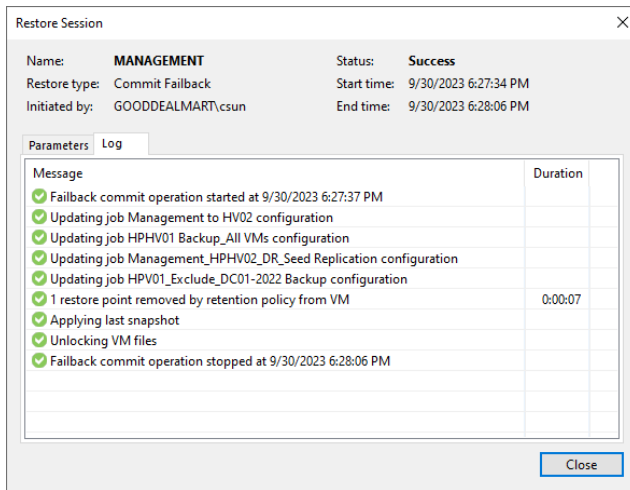 Restore Session
Name: MANAGEMENT Status: Success
Restore type: Commit Failback Start time: 9/30/2023 6:27:34 PM
Initiated by: GOODDEALMART\csun End time: 9/30/2023 6:28:06 PM
Parameters Log
Message Duration
Failback commit operation started at 9/30/2023 6:27:37 PM
Updating job Management to HV02 configuration
Updating job HPHV01 Backup_All VMs configuration
Updating job Management_HPHV02_DR_Seed Replication configuration
Updating job HPV01_Exclude_DC01-2022 Backup configuration
1 restore point removed by retention policy from VM 0:00:07
Applying last snapshot
Unlocking VM files
Failback commit operation stopped at 9/30/2023 6:28:06 PM
Close